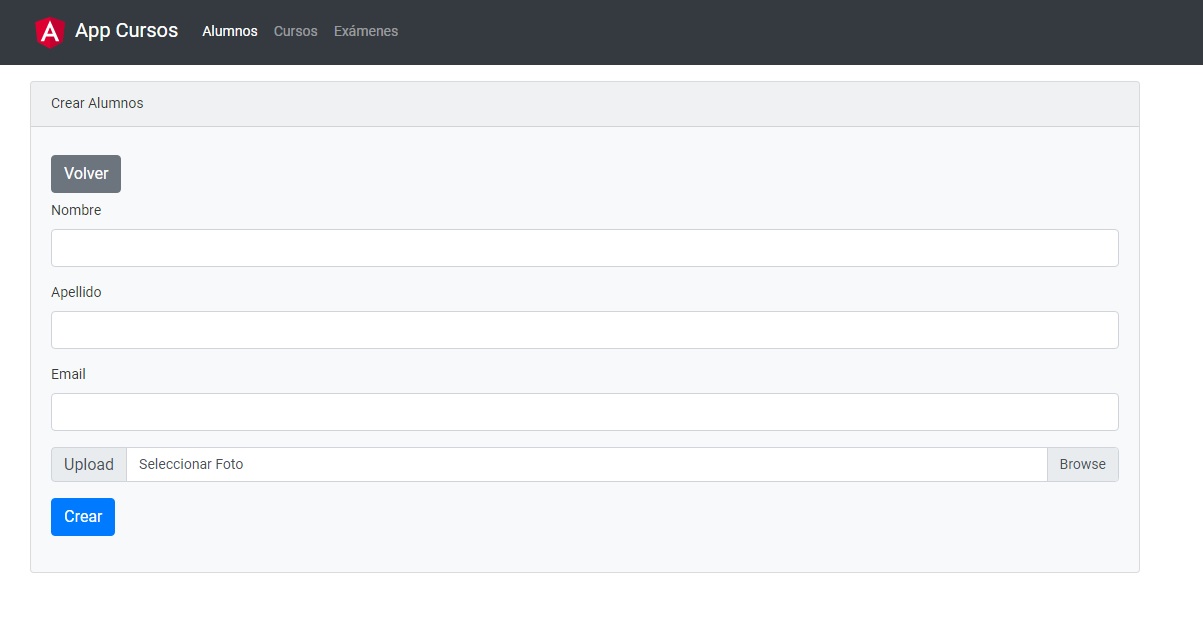 App Cursos Alumnos Cursos Exámenes
Crear Alumnos
Volver
Nombre
Apellido
Email
Upload Seleccionar Foto Browse
Crear